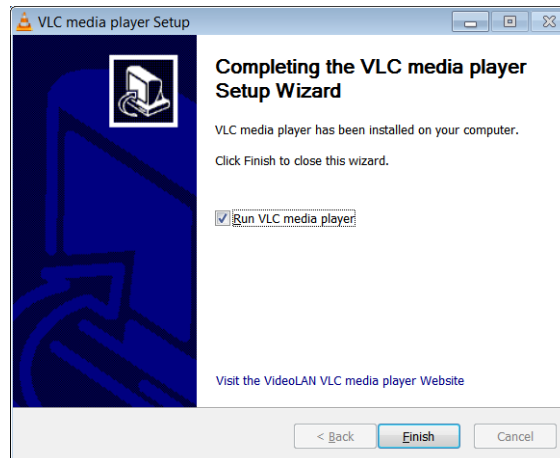 VLC media player Setup
Completing the VLC media player
Setup Wizard
VLC media player has been installed on your computer.
Click Finish to close this wizard.
Run VLC media player
Visit the VideoLAN VLC media player Website
< Back
Finish
Cancel